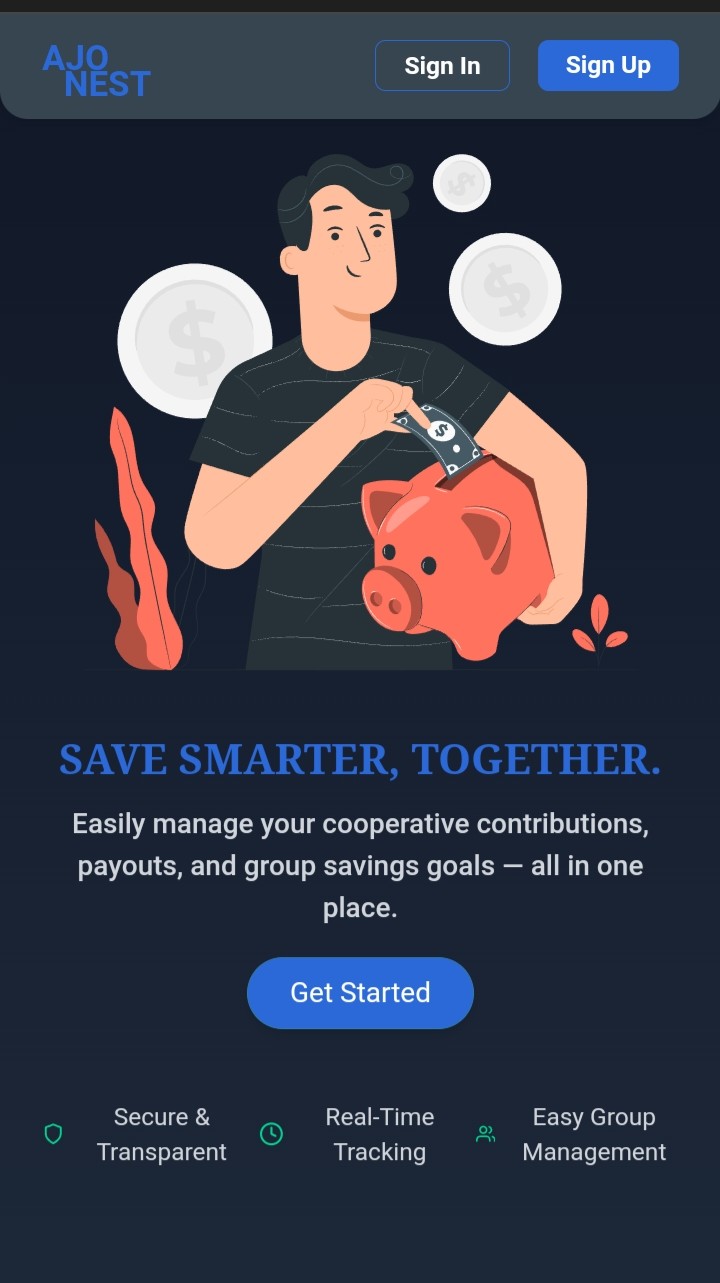 AJO
NEST
Sign In
Sign Up
$
$
$
$
SAVE SMARTER, TOGETHER.
Easily manage your cooperative contributions,
payouts, and group savings goals — all in one
place.
Get Started
Secure &
Transparent
Real-Time
Tracking
Easy Group
Management